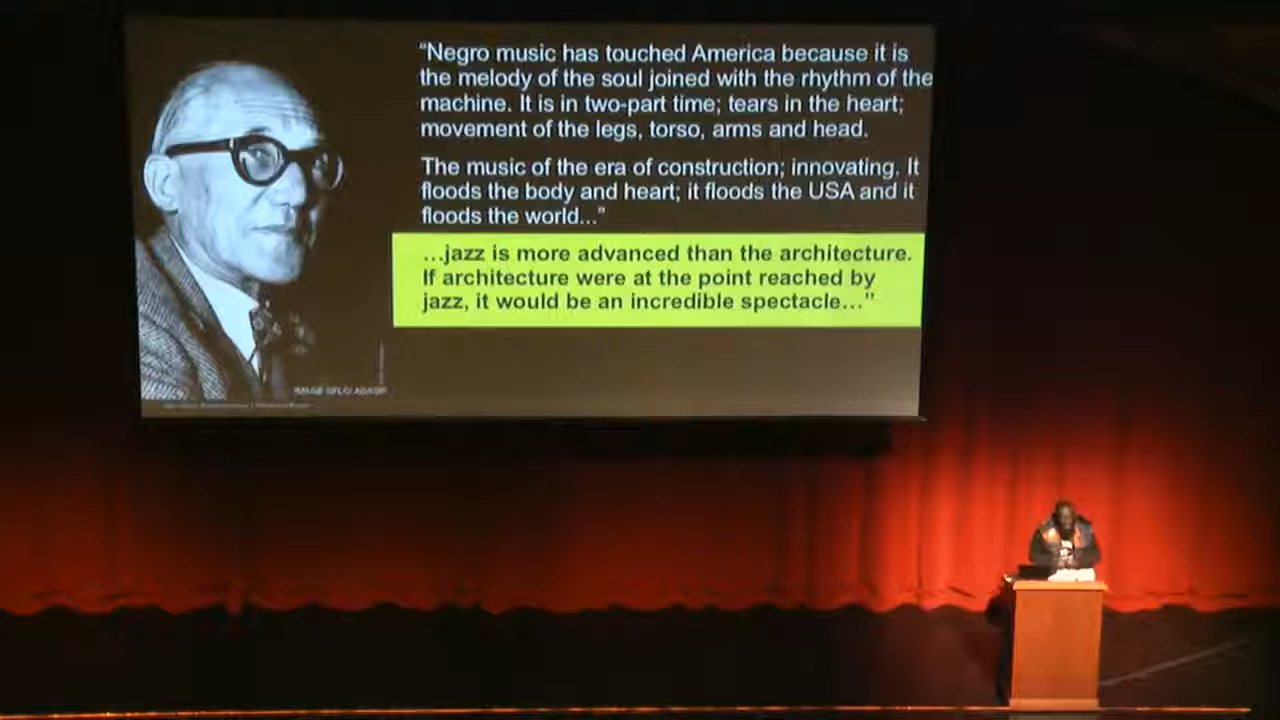 “Negro music has touched America because it is
the melody of the soul joined with the rhythm of the
machine. It is in two-part time; tears in the heart;
movement of the legs, torso, arms and head.
The music of the era of construction; innovating. It
floods the body and heart; it floods the USA and it
floods the world...”
...jazz is more advanced than the architecture.
If architecture were at the point reached by
jazz, it would be an incredible spectacle...”